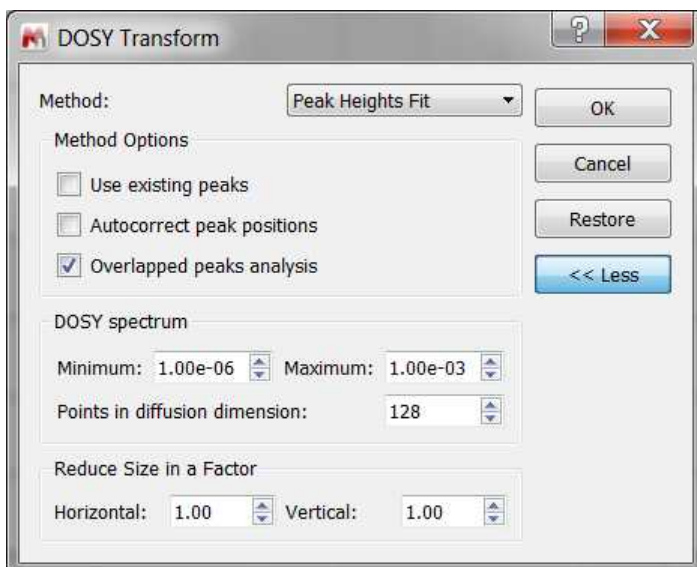 DOSY Transform
Method: Peak Heights Fit
OK
Method Options
Cancel
Use existing peaks
Autocorrect peak positions
Restore
Overlapped peaks analysis
<< Less
DOSY spectrum
Minimum: 1.00e-06 Maximum: 1.00e-03
Points in diffusion dimension: 128
Reduce Size in a Factor
Horizontal: 1.00 Vertical: 1.00